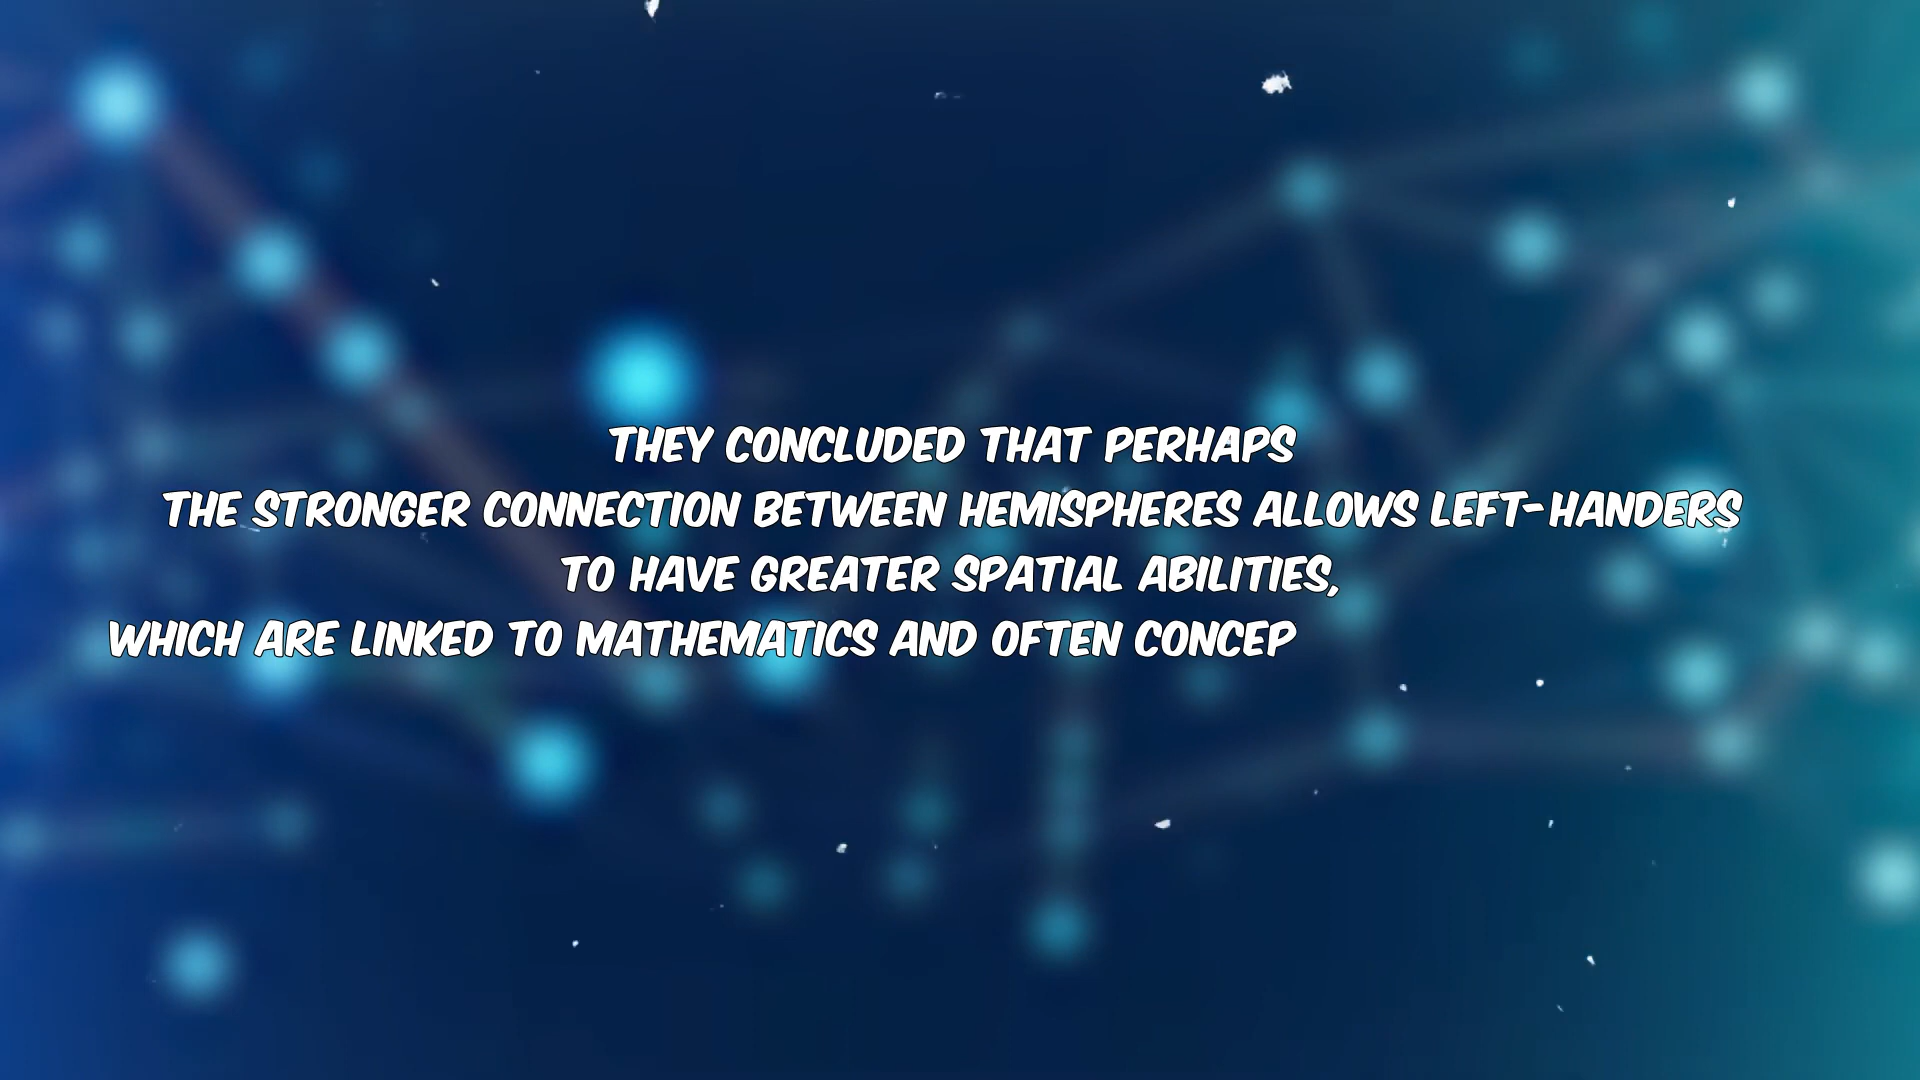 THEY CONCLUDED THAT PERHAPS
THE STRONGER CONNECTION BETWEEN HEMISPHERES ALLOWS LEFT-HANDERS
TO HAVE GREATER SPATIAL ABILITIES,
WHICH ARE LINKED TO MATHEMATICS AND OFTEN CONCEP